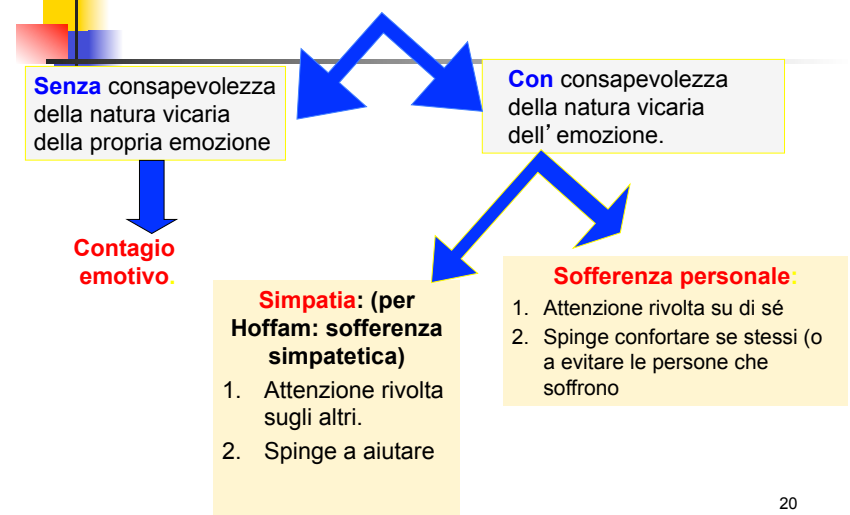 Senza consapevolezza
della natura vicaria
della propria emozione
Con consapevolezza
della natura vicaria
dell’ emozione.
Contagio
emotivo.
Simpatia: (per
Hoffam: sofferenza
simpatetica)
1. Attenzione rivolta
sugli altri.
2. Spinge a aiutare
Sofferenza personale:
1. Attenzione rivolta su di sé
2. Spinge confortare se stessi (o
a evitare le persone che
soffrono
20